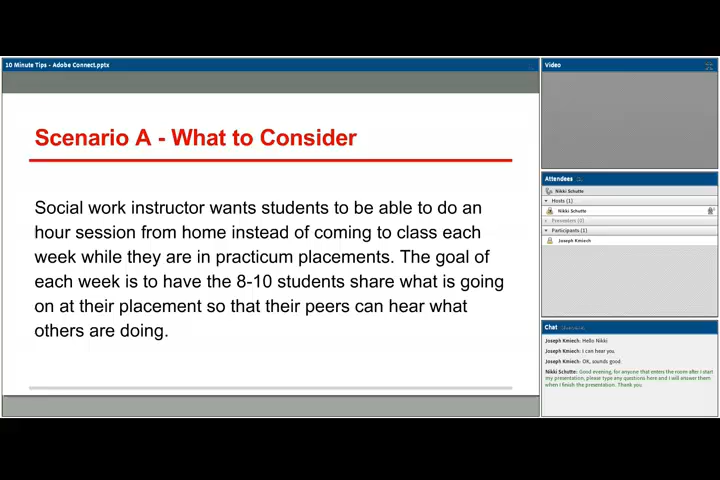 10 Minute Tips - Adobe Connect.pptx
Scenario A - What to Consider
Social work instructor wants students to be able to do an
hour session from home instead of coming to class each
week while they are in practicum placements. The goal of
each week is to have the 8-10 students share what is going
on at their placement so that their peers can hear what
others are doing.
Video
Attendees
Nikki Schutte
Hosts (1)
Nikki Schutte
Presenters (0)
Participants (1)
Joseph Kmiech
Chat
Joseph Kmiech: Hello Nikki
Joseph Kmiech: I can hear you.
Joseph Kmiech: OK, sounds good.
Nikki Schutte: Good evening, for anyone that enters the room after I start
my presentation, please type any questions here and I will answer them
when I finish the presentation. Thank you.